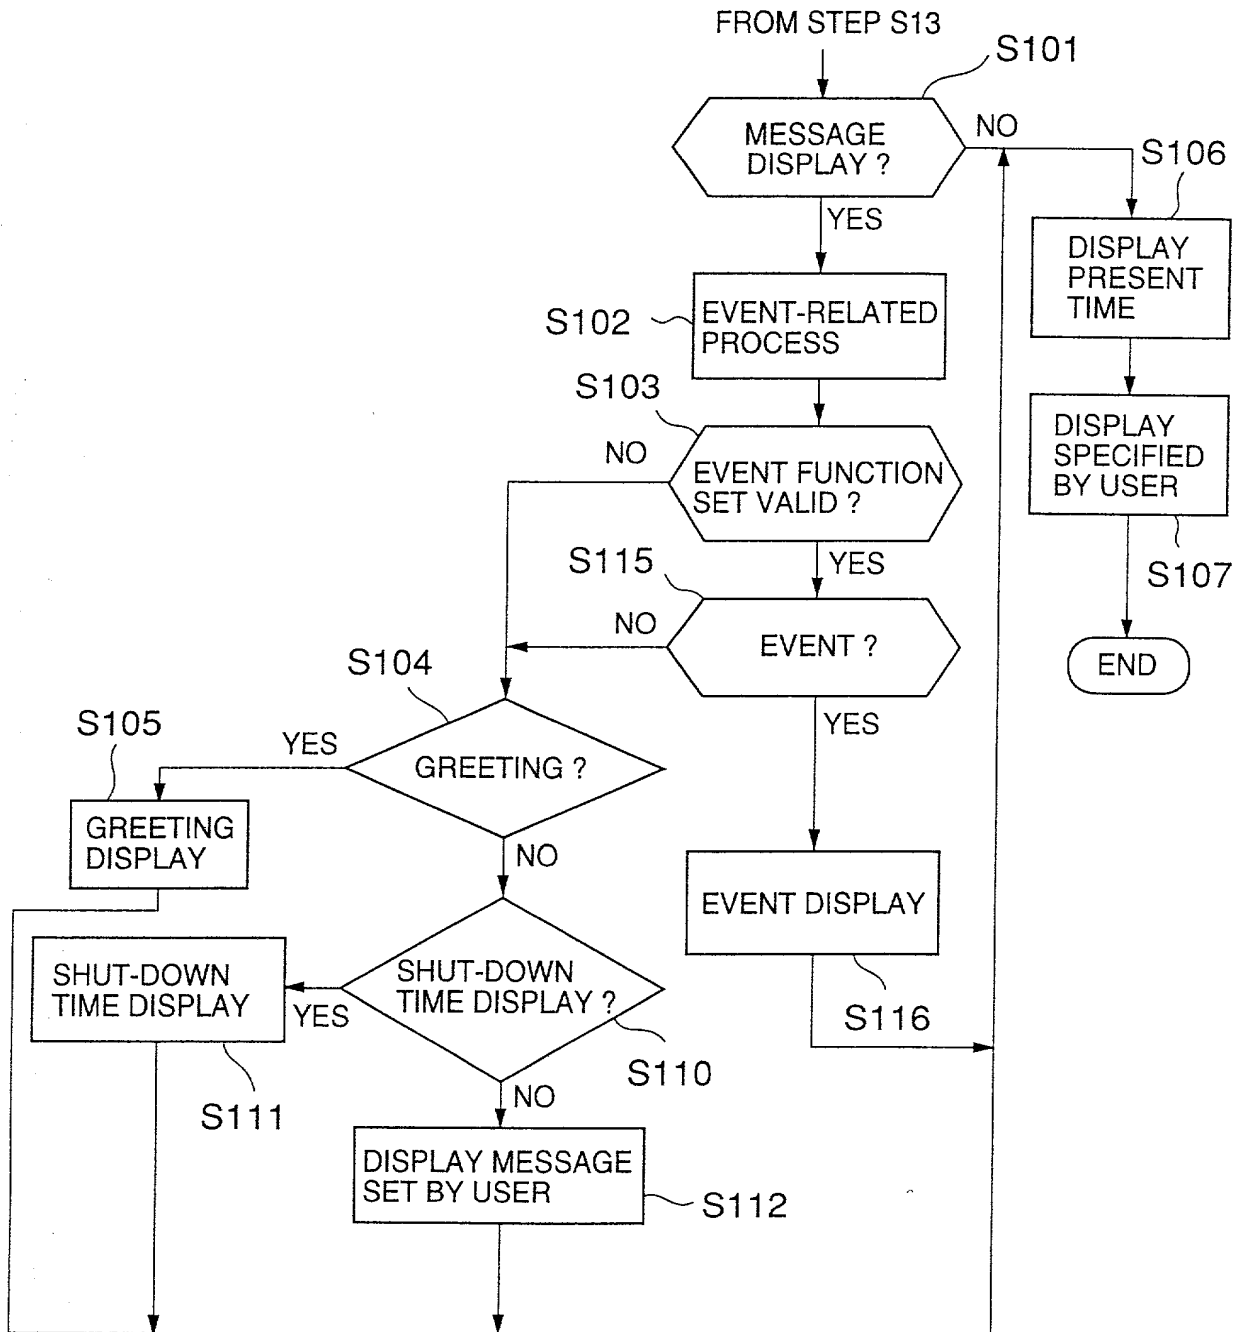 FROM STEP S13
S101
MESSAGE
DISPLAY ?
NO
YES
S106
DISPLAY
PRESENT
TIME
S102
EVENT-RELATED
PROCESS
S103
NO
EVENT FUNCTION
SET VALID ?
YES
DISPLAY
SPECIFIED
BY USER
S107
END
S115
NO
EVENT ?
YES
S104
GREETING ?
YES
NO
S105
GREETING
DISPLAY
EVENT DISPLAY
S116
SHUT-DOWN
TIME DISPLAY ?
YES
S110
NO
SHUT-DOWN
TIME DISPLAY
S111
DISPLAY MESSAGE
SET BY USER
S112